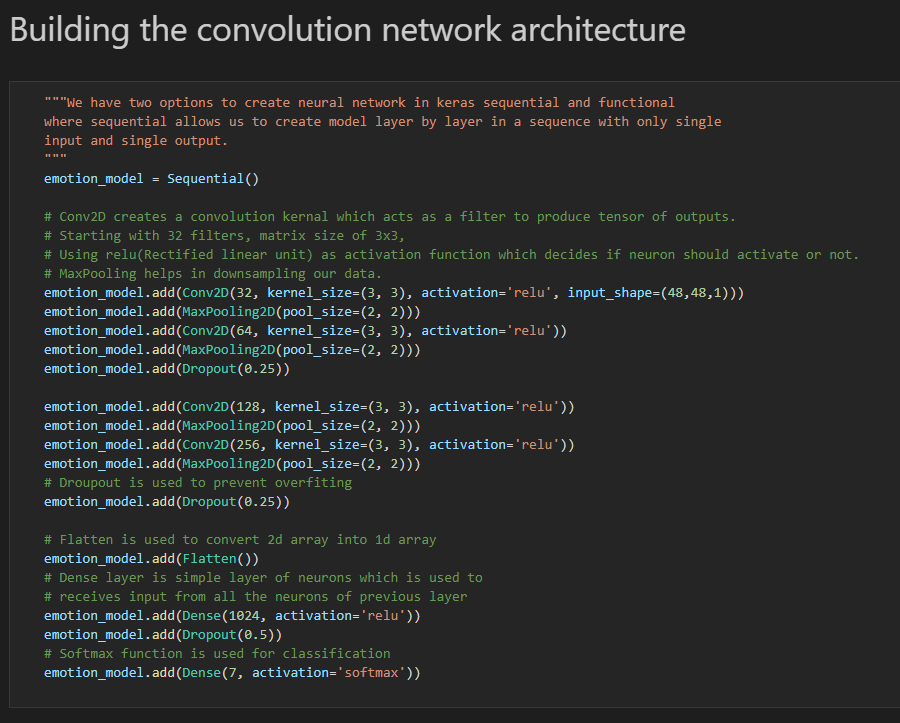 Building the convolution network architecture
"""We have two options to create neural network in keras sequential and functional
where sequential allows us to create model layer by layer in a sequence with only single
input and single output.
"""
emotion_model = Sequential()
# Conv2D creates a convolution kernal which acts as a filter to produce tensor of outputs.
# Starting with 32 filters, matrix size of 3x3,
# Using relu(Rectified linear unit) as activation function which decides if neuron should activate or not.
# MaxPooling helps in downsampling our data.
emotion_model.add(Conv2D(32, kernel_size=(3, 3), activation='relu', input_shape=(48,48,1)))
emotion_model.add(MaxPooling2D(pool_size=(2, 2)))
emotion_model.add(Conv2D(64, kernel_size=(3, 3), activation='relu'))
emotion_model.add(MaxPooling2D(pool_size=(2, 2)))
emotion_model.add(Dropout(0.25))
emotion_model.add(Conv2D(128, kernel_size=(3, 3), activation='relu'))
emotion_model.add(MaxPooling2D(pool_size=(2, 2)))
emotion_model.add(Conv2D(256, kernel_size=(3, 3), activation='relu'))
emotion_model.add(MaxPooling2D(pool_size=(2, 2)))
# Droupout is used to prevent overfiting
emotion_model.add(Dropout(0.25))
# Flatten is used to convert 2d array into 1d array
emotion_model.add(Flatten())
# Dense layer is simple layer of neurons which is used to
# receives input from all the neurons of previous layer
emotion_model.add(Dense(1024, activation='relu'))
emotion_model.add(Dropout(0.5))
# Softmax function is used for classification
emotion_model.add(Dense(7, activation='softmax'))